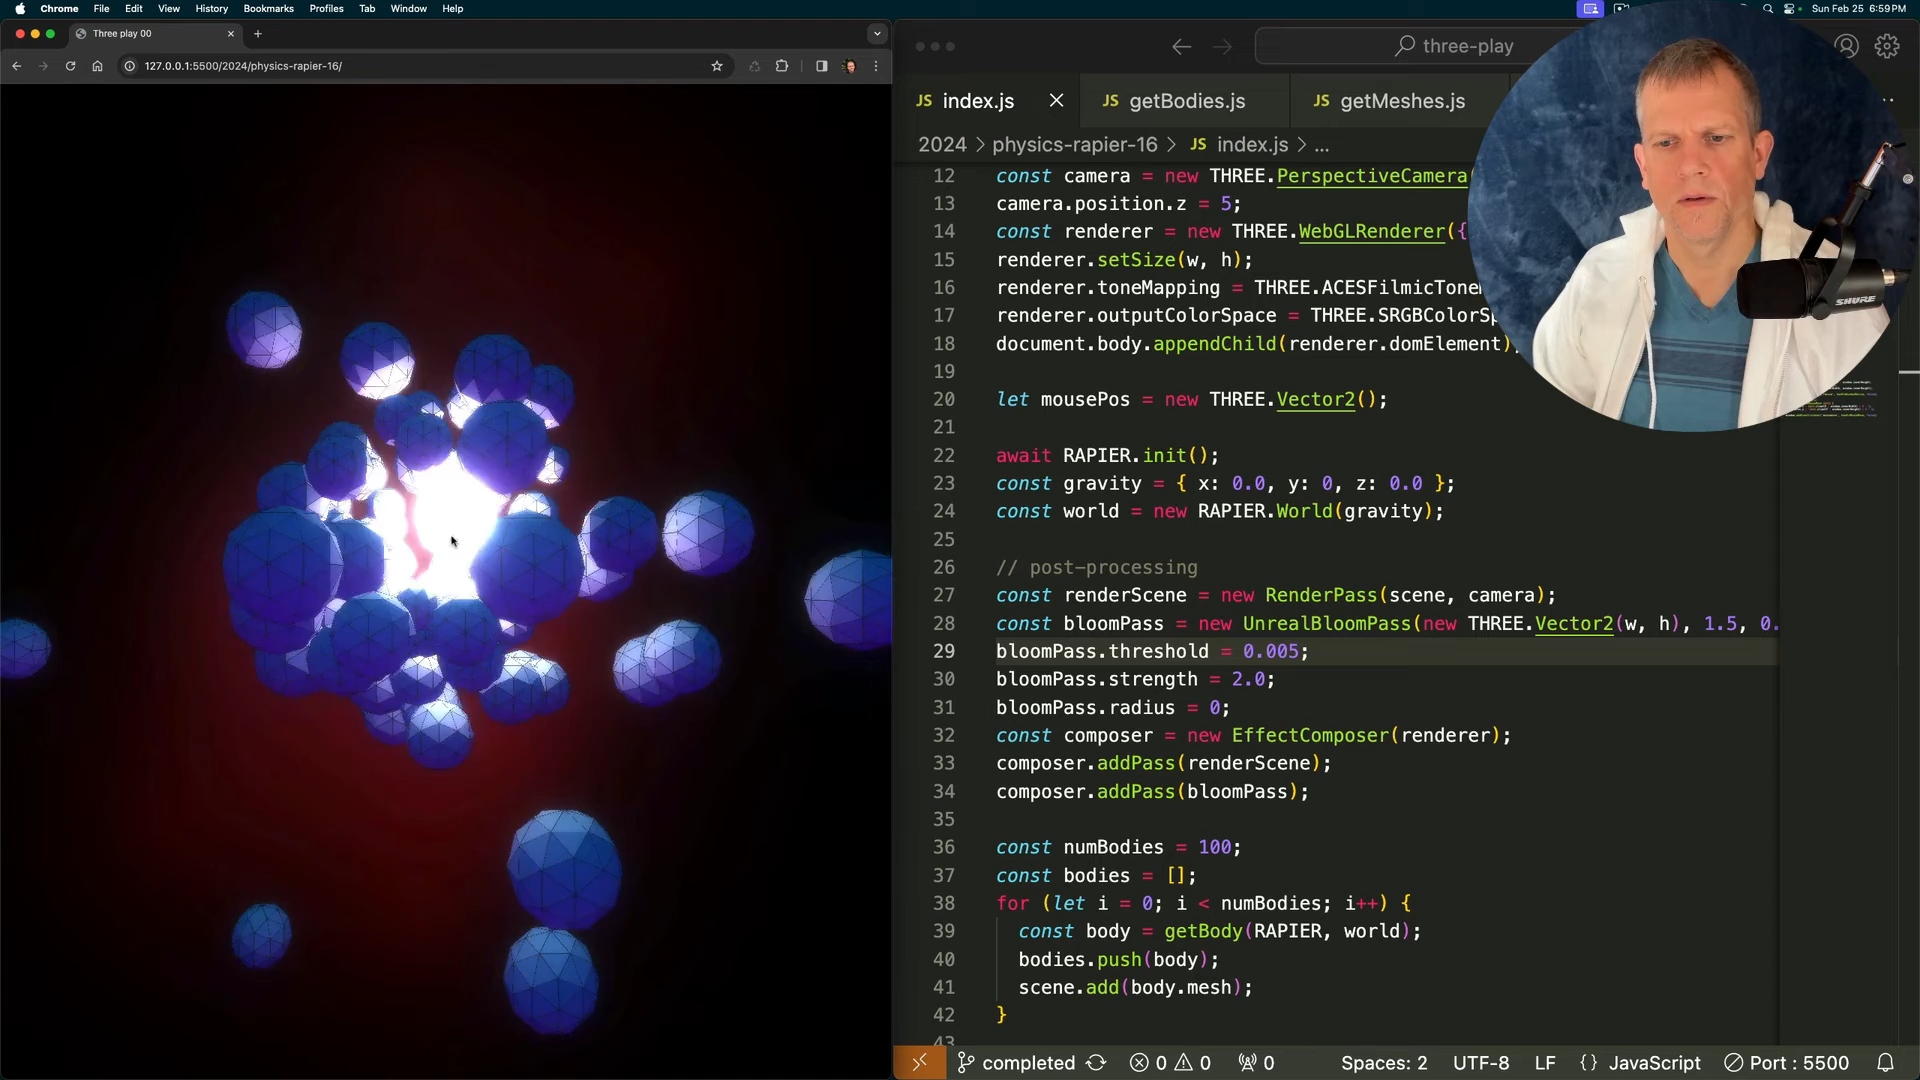 Chrome File Edit View History Bookmarks Profiles Tab Window Help
Sun Feb 25 6:59 PM
Three play 00
127.0.0.1:5500/2024/physics-rapier-16/
three-play
JS index.js
JS getBodies.js
JS getMeshes.js
2024 > physics-rapier-16 > JS index.js > ...
12 const camera = new THREE.PerspectiveCamera
13 camera.position.z = 5;
14 const renderer = new THREE.WebGLRenderer({
15 renderer.setSize(w, h);
16 renderer.toneMapping = THREE.ACESFilmicTone
17 renderer.outputColorSpace = THREE.SRGBColorS
18 document.body.appendChild(renderer.domElement);
19
20 let mousePos = new THREE.Vector2();
21
22 await RAPIER.init();
23 const gravity = { x: 0.0, y: 0, z: 0.0 };
24 const world = new RAPIER.World(gravity);
25
26 // post-processing
27 const renderScene = new RenderPass(scene, camera);
28 const bloomPass = new UnrealBloomPass(new THREE.Vector2(w, h), 1.5, 0.
29 bloomPass.threshold = 0.005;
30 bloomPass.strength = 2.0;
31 bloomPass.radius = 0;
32 const composer = new EffectComposer(renderer);
33 composer.addPass(renderScene);
34 composer.addPass(bloomPass);
35
36 const numBodies = 100;
37 const bodies = [];
38 for (let i = 0; i < numBodies; i++) {
39 const body = getBody(RAPIER, world);
40 bodies.push(body);
41 scene.add(body.mesh);
42 }
43
SHURE
completed 0 0 0 Spaces: 2 UTF-8 LF {} JavaScript Port : 5500